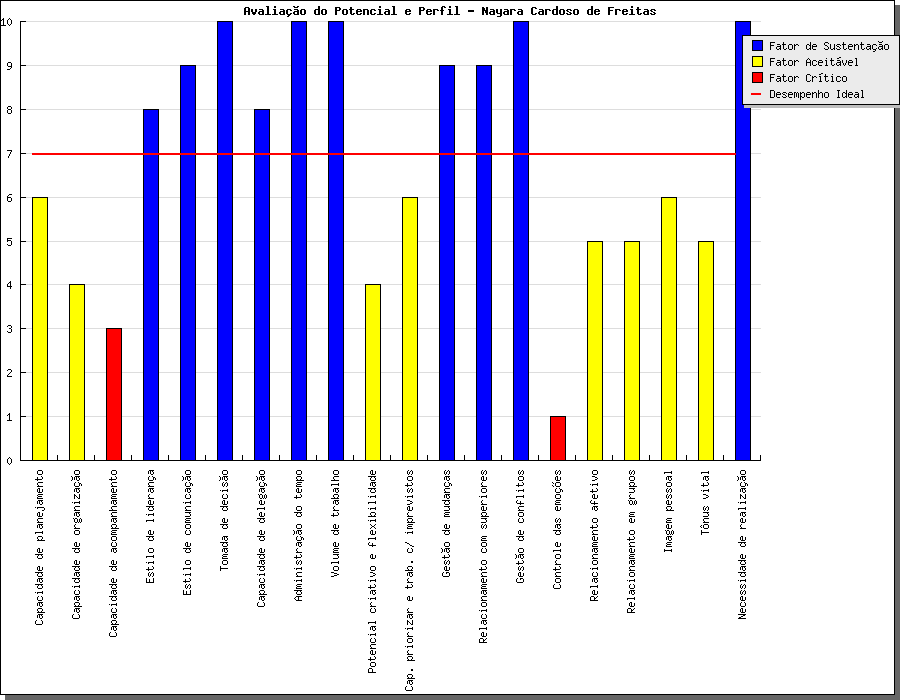 Avaliação do Potencial e Perfil - Nayara Cardoso de Freitas
10
9
8
7
6
5
4
3
2
1
0
Fator de Sustentação
Fator Aceitável
Fator Crítico
Desempenho Ideal
Capacidade de planejamento
Capacidade de organização
Capacidade de acompanhamento
Estilo de liderança
Estilo de comunicação
Tomada de decisão
Capacidade de delegação
Administração do tempo
Volume de trabalho
Potencial criativo e flexibilidade
Cap. priorizar e trab. c/ imprevistos
Gestão de mudanças
Relacionamento com superiores
Gestão de conflitos
Controle das emoções
Relacionamento afetivo
Relacionamento em grupos
Imagem pessoal
Tônus vital
Necessidade de realização